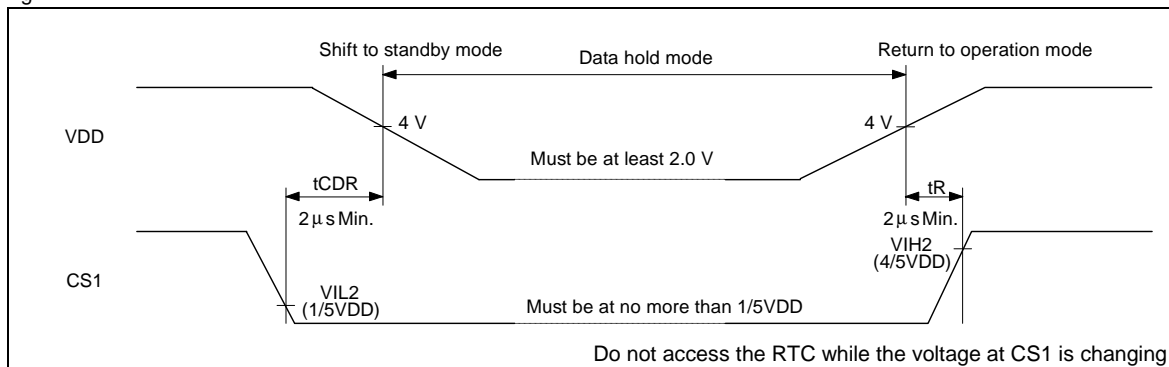 Shift to standby mode
Data hold mode
Return to operation mode
VDD
4 V
4 V
Must be at least 2.0 V
tCDR
tR
2 μs Min.
2 μs Min.
CS1
VIH2
(4/5VDD)
VIL2
(1/5VDD)
Must be at no more than 1/5VDD
Do not access the RTC while the voltage at CS1 is changing